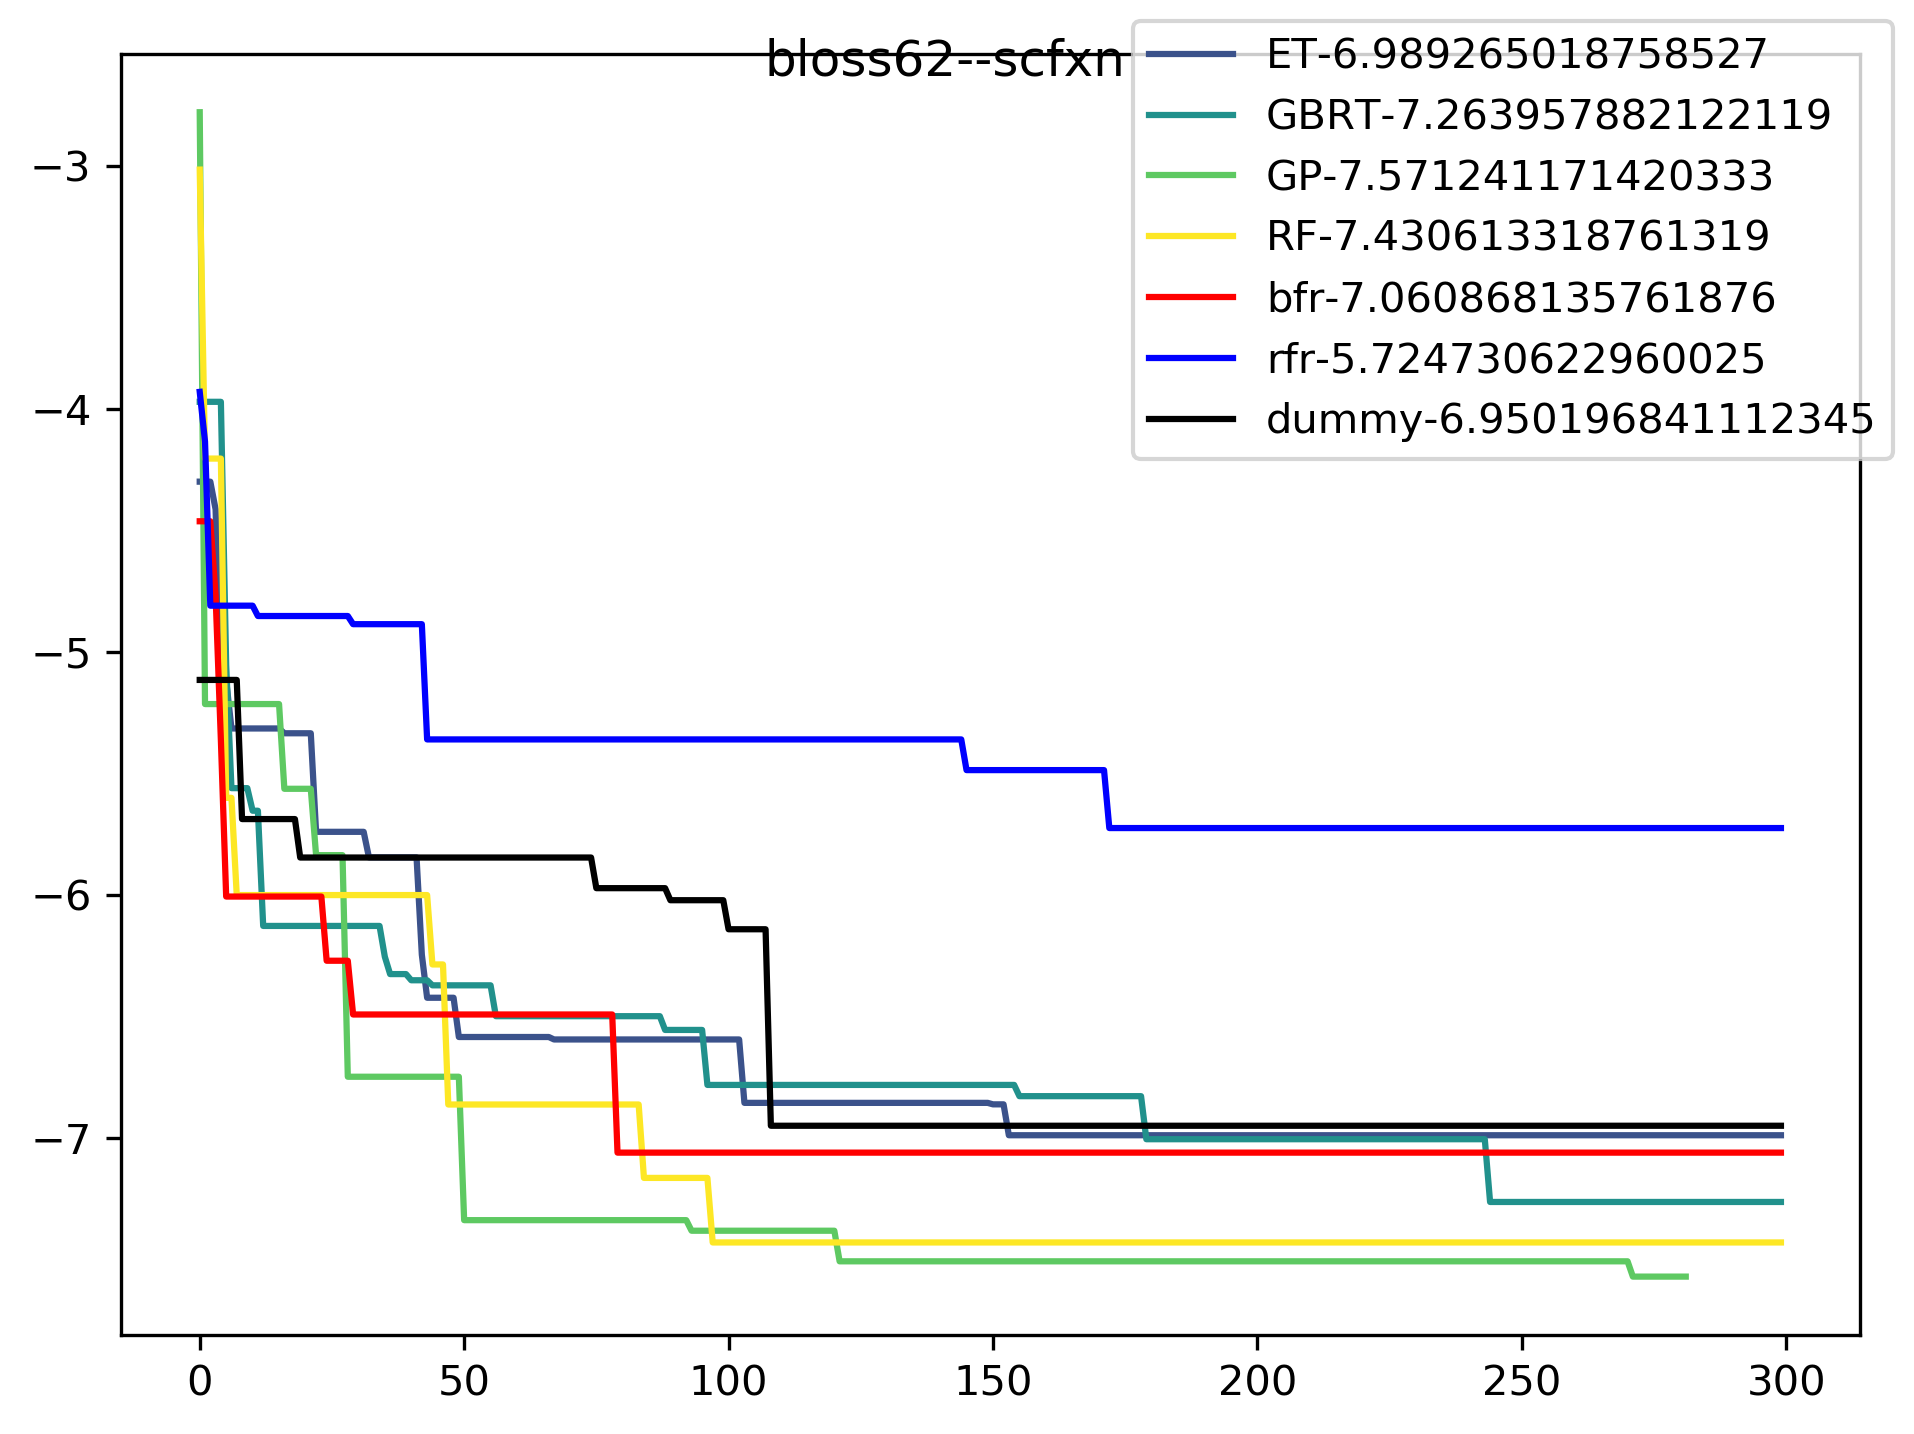 bloss62--scfxn
ET-6.989265018758527
GBRT-7.263957882122119
GP-7.571241171420333
RF-7.430613318761319
bfr-7.060868135761876
rfr-5.724730622960025
dummy-6.950196841112345
−3
−4
−5
−6
−7
0 50 100 150 200 250 300